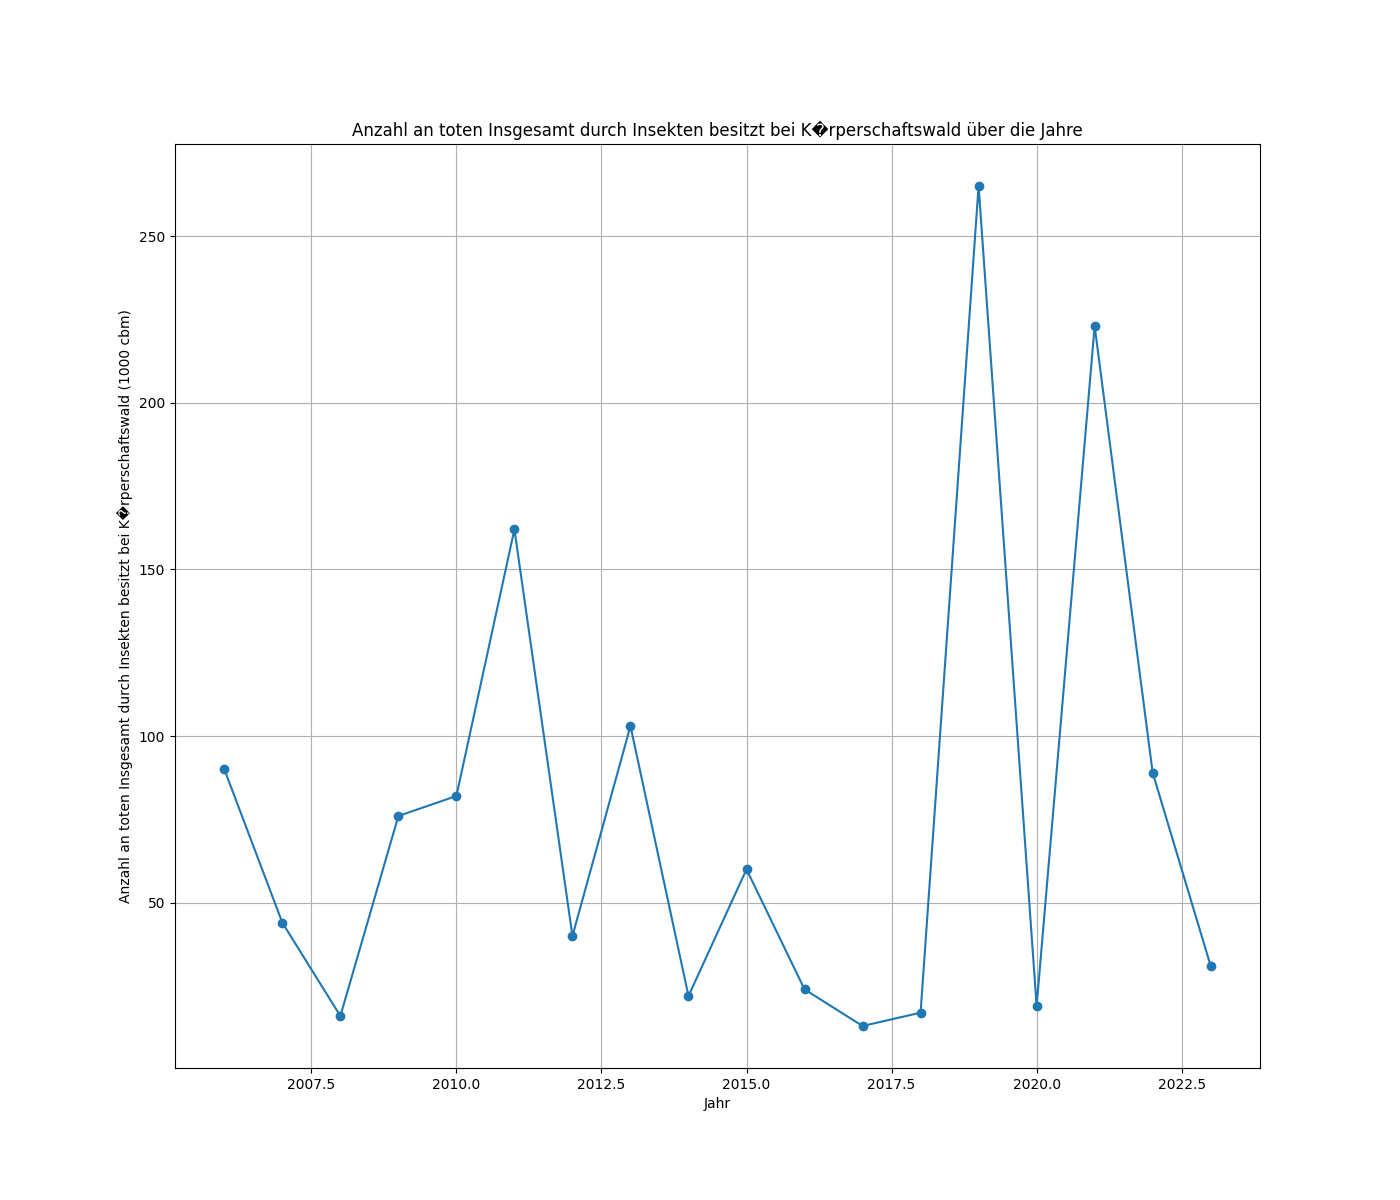 Anzahl an toten Insgesamt durch Insekten besitzt bei K�rperschaftswald über die Jahre
Anzahl an toten Insgesamt durch Insekten besitzt bei K�rperschaftswald (1000 cbm)
250
200
150
100
50
2007.5 2010.0 2012.5 2015.0 2017.5 2020.0 2022.5
Jahr